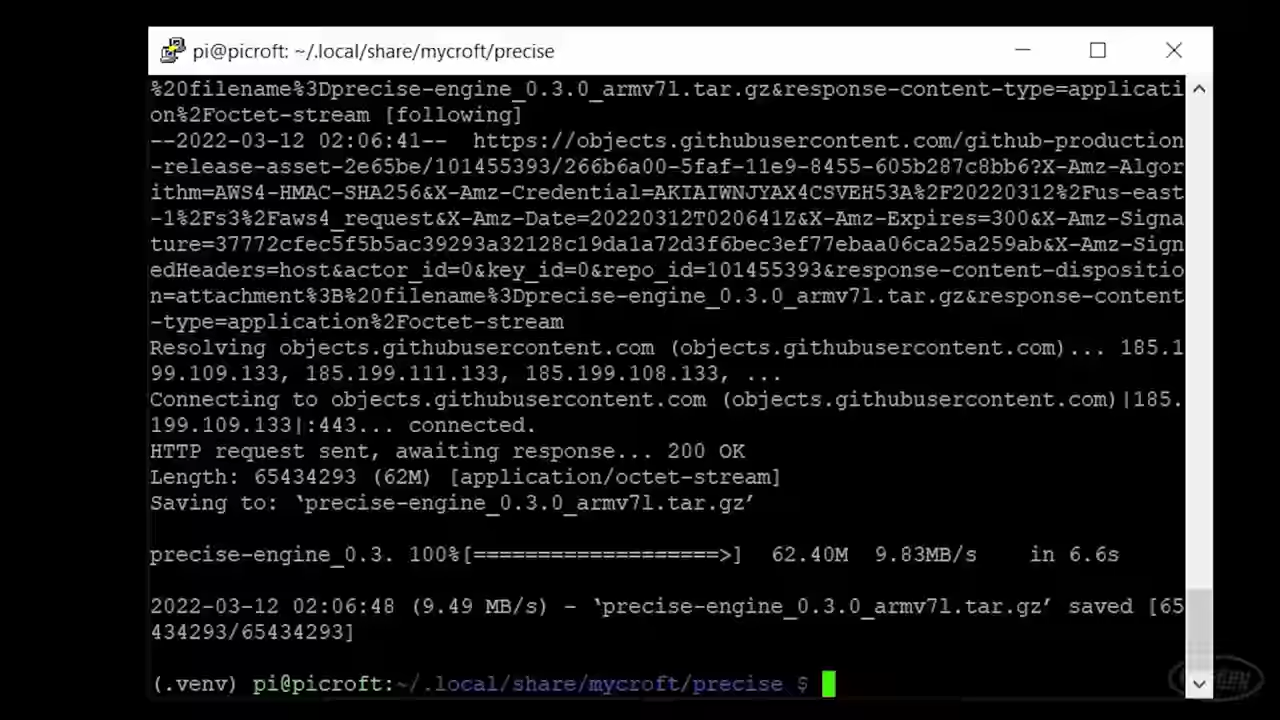 pi@picroft: ~/.local/share/mycroft/precise
%20filename%3Dprecise-engine_0.3.0_armv7l.tar.gz&response-content-type=applicati
on%2Foctet-stream [following]
--2022-03-12 02:06:41--  https://objects.githubusercontent.com/github-production
-release-asset-2e65be/101455393/266b6a00-5faf-11e9-8455-605b287c8bb6?X-Amz-Algor
ithm=AWS4-HMAC-SHA256&X-Amz-Credential=AKIAIWNJYAX4CSVEH53A%2F20220312%2Fus-east
-1%2Fs3%2Faws4_request&X-Amz-Date=20220312T020641Z&X-Amz-Expires=300&X-Amz-Signa
ture=37772cfec5f5b5ac39293a32128c19da1a72d3f6bec3ef77ebaa06ca25a259ab&X-Amz-Sign
edHeaders=host&actor_id=0&key_id=0&repo_id=101455393&response-content-dispositio
n=attachment%3B%20filename%3Dprecise-engine_0.3.0_armv7l.tar.gz&response-content
-type=application%2Foctet-stream
Resolving objects.githubusercontent.com (objects.githubusercontent.com)... 185.1
99.109.133, 185.199.111.133, 185.199.108.133, ...
Connecting to objects.githubusercontent.com (objects.githubusercontent.com)|185.
199.109.133|:443... connected.
HTTP request sent, awaiting response... 200 OK
Length: 65434293 (62M) [application/octet-stream]
Saving to: ‘precise-engine_0.3.0_armv7l.tar.gz’
precise-engine_0.3. 100%[===================>]  62.40M  9.83MB/s    in 6.6s
2022-03-12 02:06:48 (9.49 MB/s) - ‘precise-engine_0.3.0_armv7l.tar.gz’ saved [65
434293/65434293]
(.venv) pi@picroft:~/.local/share/mycroft/precise $